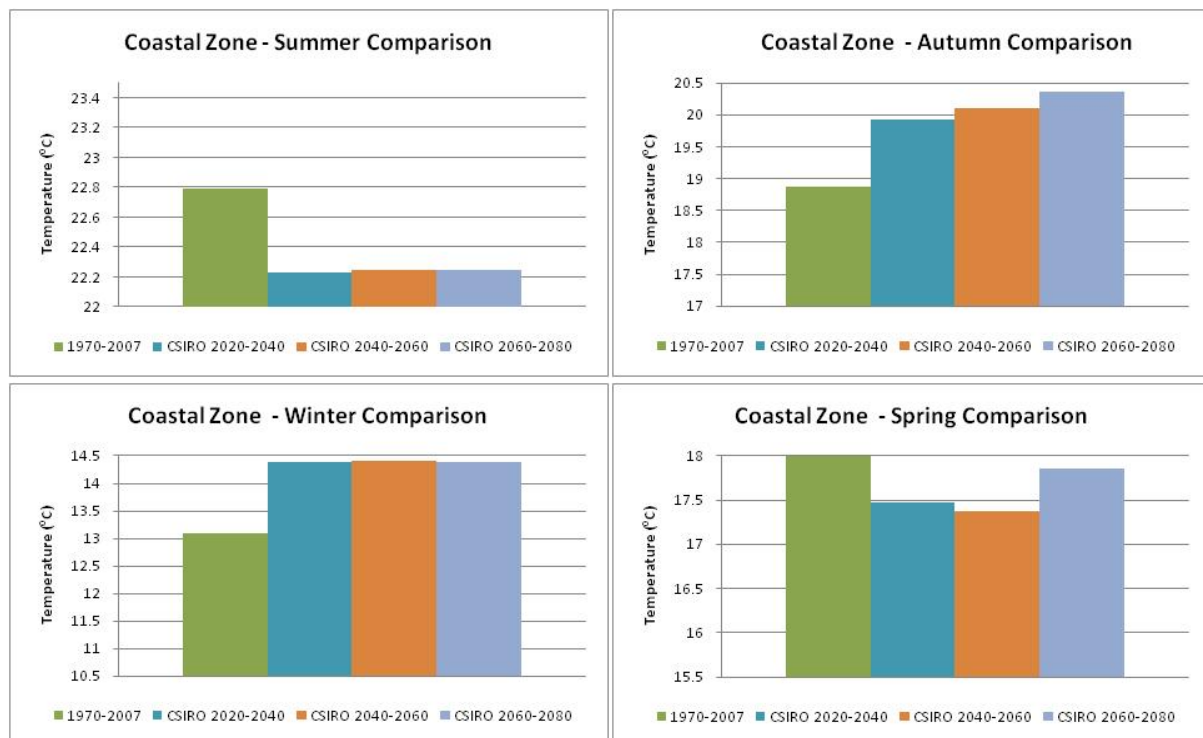 Coastal Zone - Summer Comparison
Temperature (⁰C)
23.4
23.2
23
22.8
22.6
22.4
22.2
22
1970-2007 CSIRO 2020-2040 CSIRO 2040-2060 CSIRO 2060-2080
Coastal Zone - Autumn Comparison
Temperature (⁰C)
20.5
20
19.5
19
18.5
18
17.5
17
1970-2007 CSIRO 2020-2040 CSIRO 2040-2060 CSIRO 2060-2080
Coastal Zone - Winter Comparison
Temperature (⁰C)
14.5
14
13.5
13
12.5
12
11.5
11
10.5
1970-2007 CSIRO 2020-2040 CSIRO 2040-2060 CSIRO 2060-2080
Coastal Zone - Spring Comparison
Temperature (⁰C)
18
17.5
17
16.5
16
15.5
1970-2007 CSIRO 2020-2040 CSIRO 2040-2060 CSIRO 2060-2080